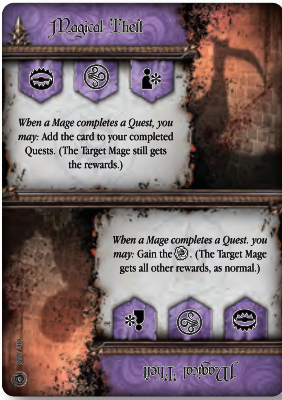 Magical Theft
When a Mage completes a Quest, you
may: Add the card to your completed
Quests. (The Target Mage still gets
the rewards.)
When a Mage completes a Quest. you
may: Gain the . (The Target Mage
gets all other rewards, as normal.)
Magical Theft